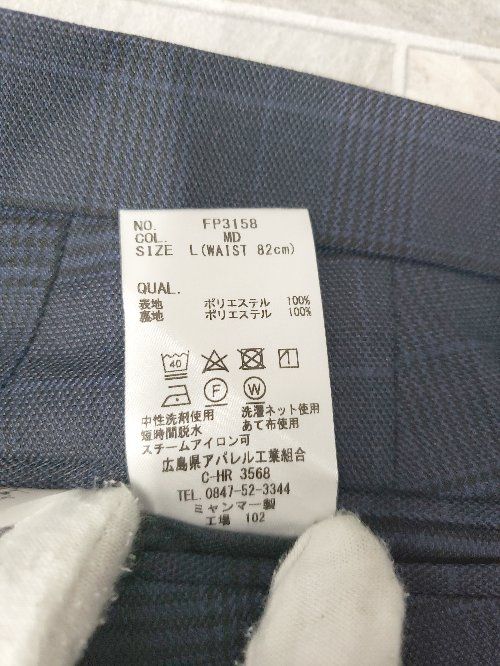 NO. FP3158
COL. MD
SIZE L(WAIST 82cm)
QUAL.
表地 ポリエステル 100%
裏地 ポリエステル 100%
40
F W
中性洗剤使用 洗濯ネット使用
短時間脱水 あて布使用
スチームアイロン可
広島県アパレル工業組合
C-HR 3568
TEL. 0847-52-3344
ミャンマー製
工場 102